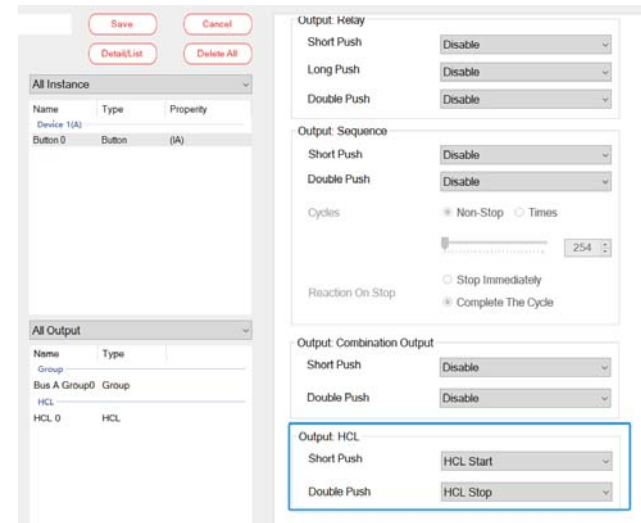 Save Cancel
Detail/List Delete All
All Instance
Name Type Property
Device 1(A)
Button 0 Button (IA)
All Output
Name Type
Group
Bus A Group0 Group
HCL
HCL 0 HCL
Output: Relay
Short Push Disable
Long Push Disable
Double Push Disable
Output: Sequence
Short Push Disable
Double Push Disable
Cycles Non-Stop Times
254
Reaction On Stop Stop Immediately
Complete The Cycle
Output: Combination Output
Short Push Disable
Double Push Disable
Output: HCL
Short Push HCL Start
Double Push HCL Stop